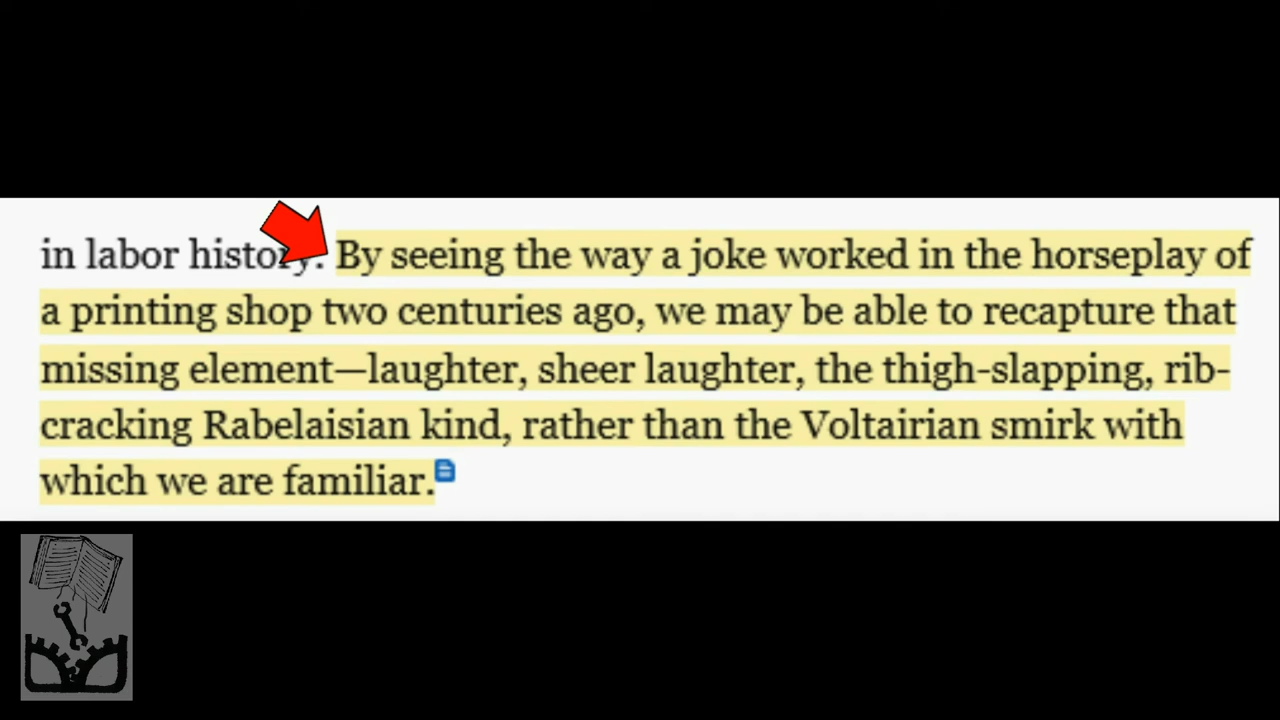 in labor history. By seeing the way a joke worked in the horseplay of
a printing shop two centuries ago, we may be able to recapture that
missing element—laughter, sheer laughter, the thigh-slapping, rib-
cracking Rabelaisian kind, rather than the Voltairian smirk with
which we are familiar.